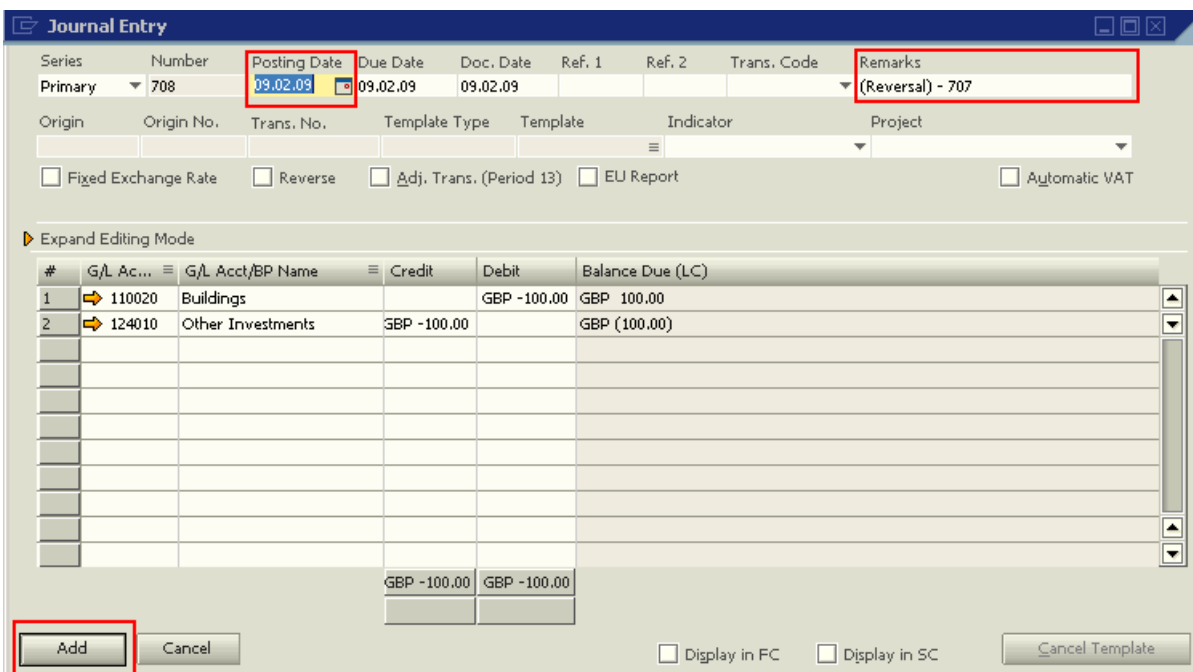 Journal Entry
Series Number Posting Date Due Date Doc. Date Ref. 1 Ref. 2 Trans. Code Remarks
Primary 708 09.02.09 09.02.09 09.02.09 (Reversal) - 707
Origin Origin No. Trans. No. Template Type Template Indicator Project
Fixed Exchange Rate Reverse Adj. Trans. (Period 13) EU Report Automatic VAT
Expand Editing Mode
# G/L Ac... G/L Acct/BP Name Credit Debit Balance Due (LC)
1 110020 Buildings GBP -100.00 GBP 100.00
2 124010 Other Investments GBP -100.00 GBP (100.00)
GBP -100.00 GBP -100.00
Add Cancel Display in FC Display in SC Cancel Template